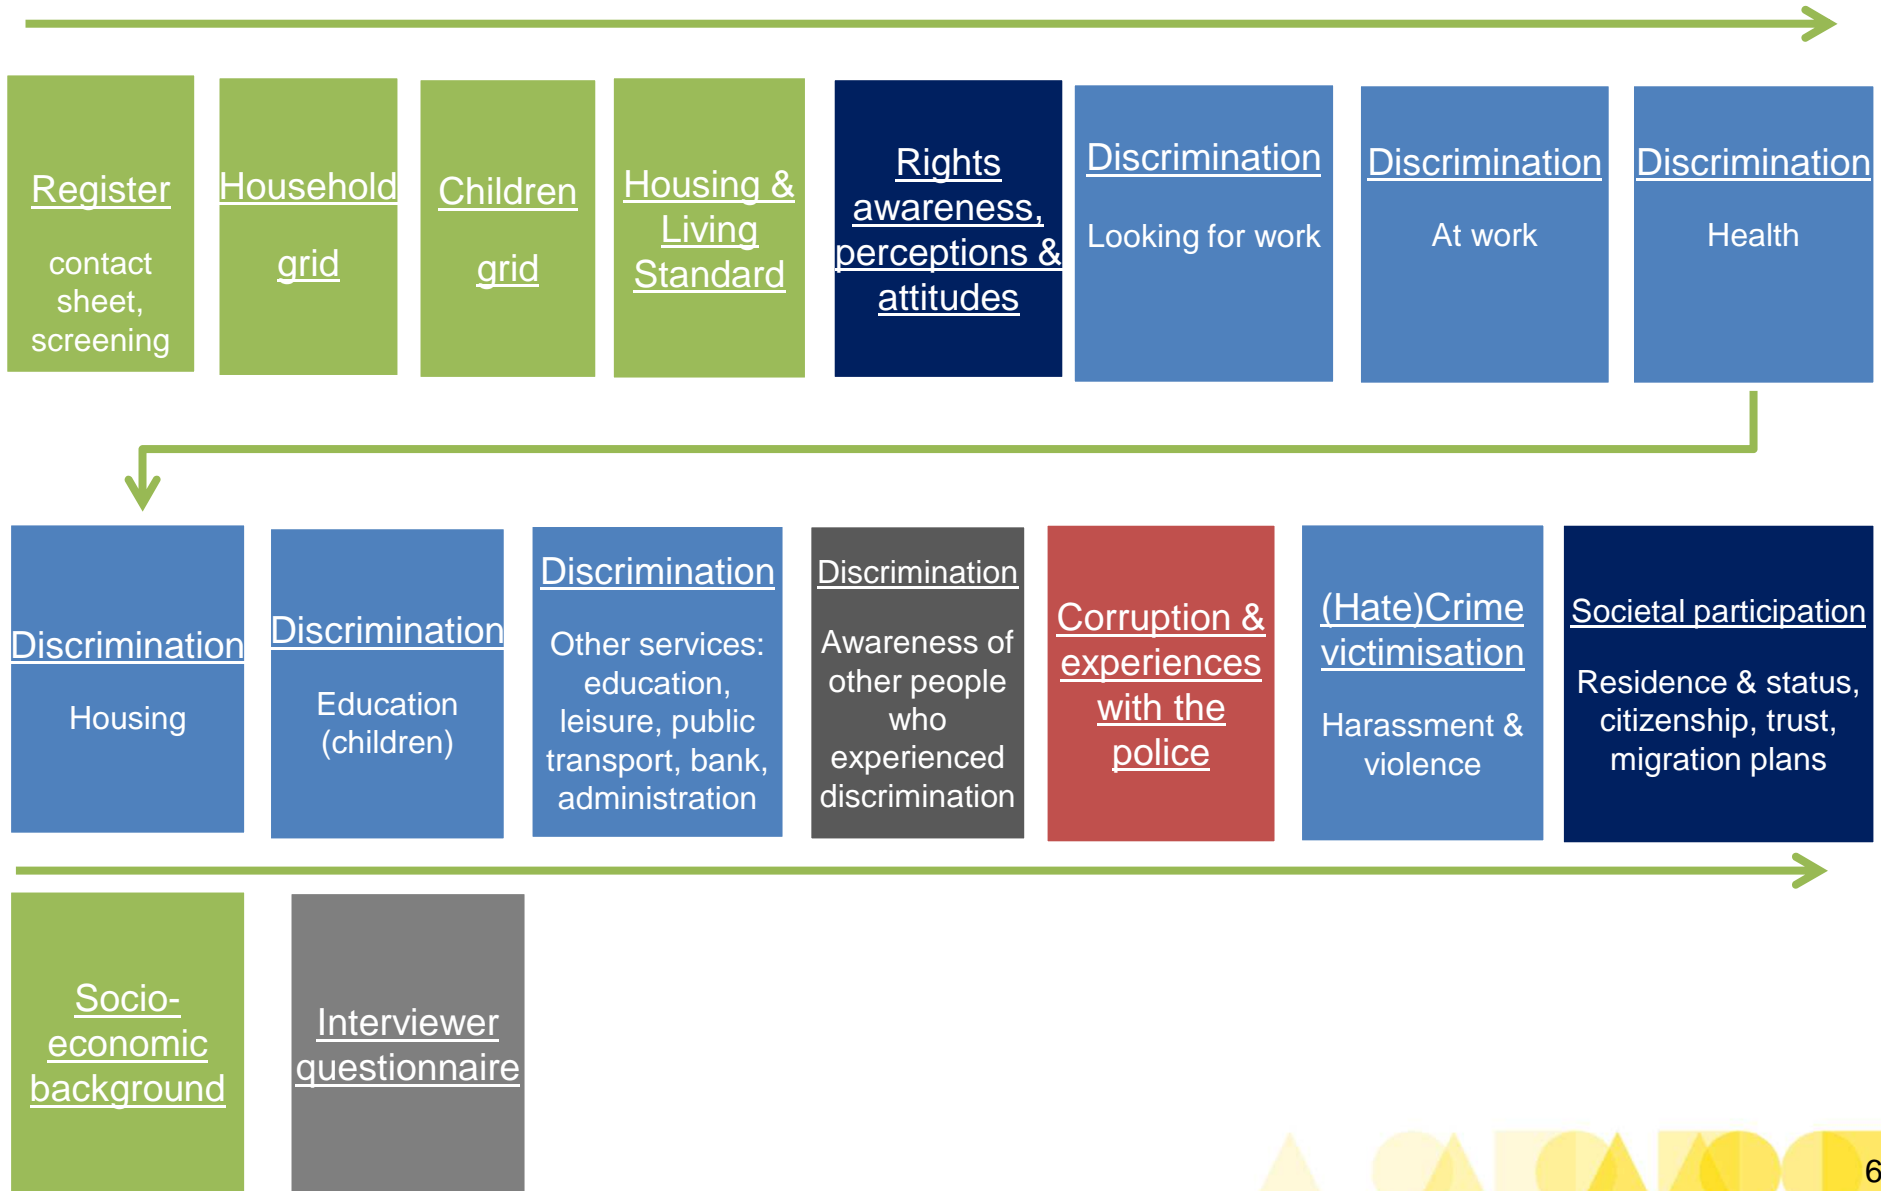 Register
contact
sheet,
screening
Household
grid
Children
grid
Housing &
Living
Standard
Rights
awareness,
perceptions &
attitudes
Discrimination
Looking for work
Discrimination
At work
Discrimination
Health
Discrimination
Housing
Discrimination
Education
(children)
Discrimination
Other services:
education,
leisure, public
transport, bank,
administration
Discrimination
Awareness of
other people
who
experienced
discrimination
Corruption &
experiences
with the
police
(Hate)Crime
victimisation
Harassment &
violence
Societal participation
Residence & status,
citizenship, trust,
migration plans
Socio-
economic
background
Interviewer
questionnaire
6